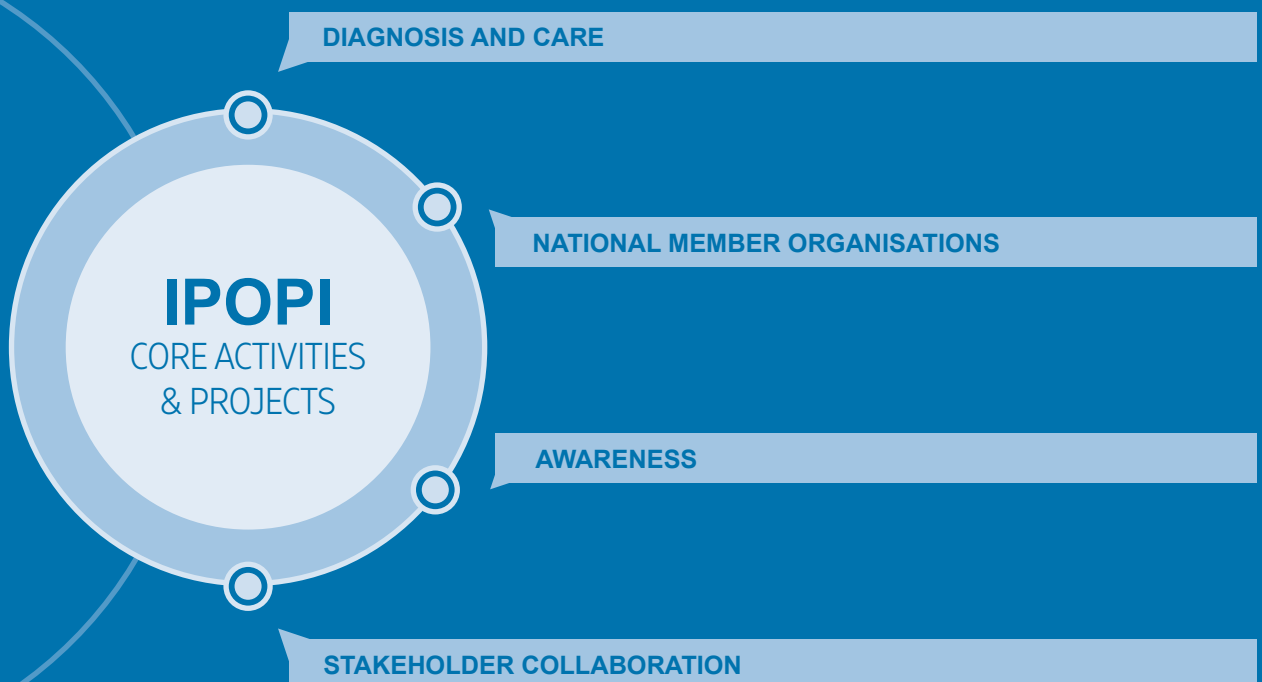 DIAGNOSIS AND CARE
NATIONAL MEMBER ORGANISATIONS
IPOPI
CORE ACTIVITIES
& PROJECTS
AWARENESS
STAKEHOLDER COLLABORATION